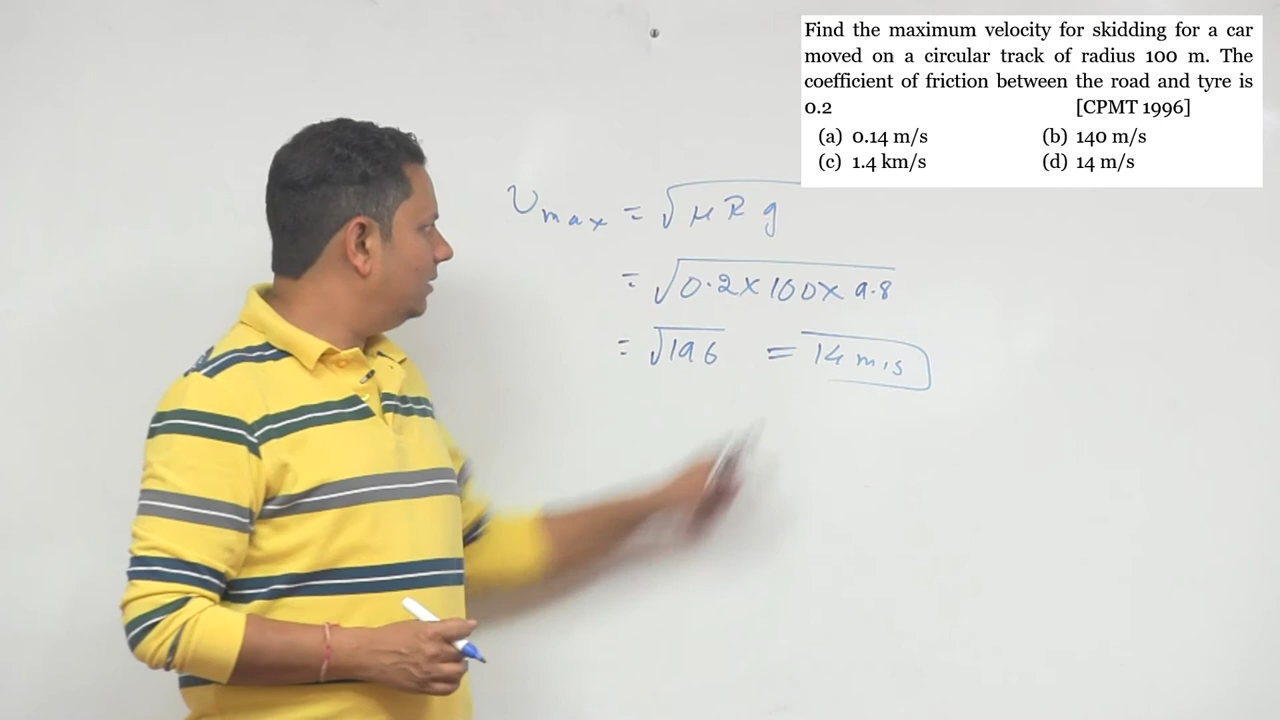 Find the maximum velocity for skidding for a car
moved on a circular track of radius 100 m. The
coefficient of friction between the road and tyre is
0.2 [CPMT 1996]
(a) 0.14 m/s (b) 140 m/s
(c) 1.4 km/s (d) 14 m/s
υmax = √μRg
= √0.2×100×9.8
= √196 = 14 m,s